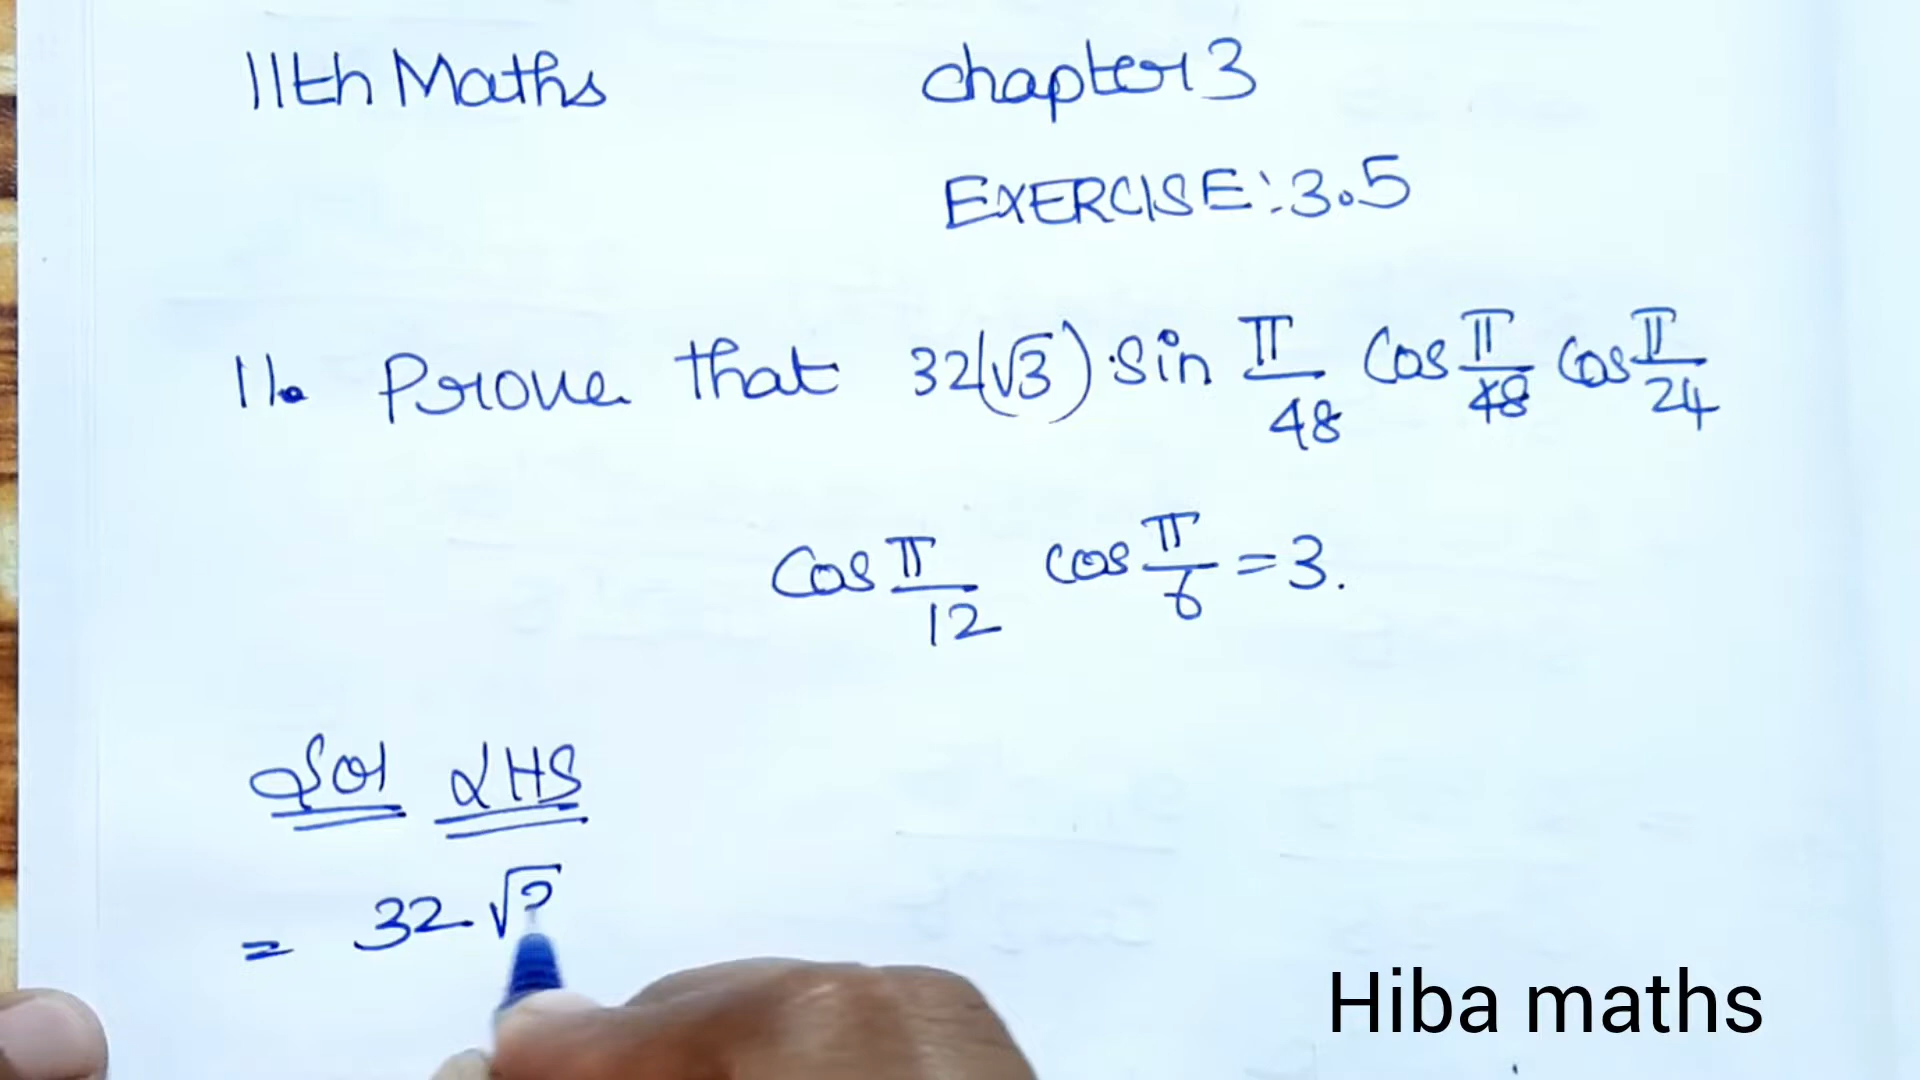 11th Maths chapter 3
EXERCISE: 3.5
11. Prove that 32(√3) sin π/48 cos π/48 cos π/24
cos π/12 cos π/6 = 3.
Sol LHS
= 32 √
Hiba maths